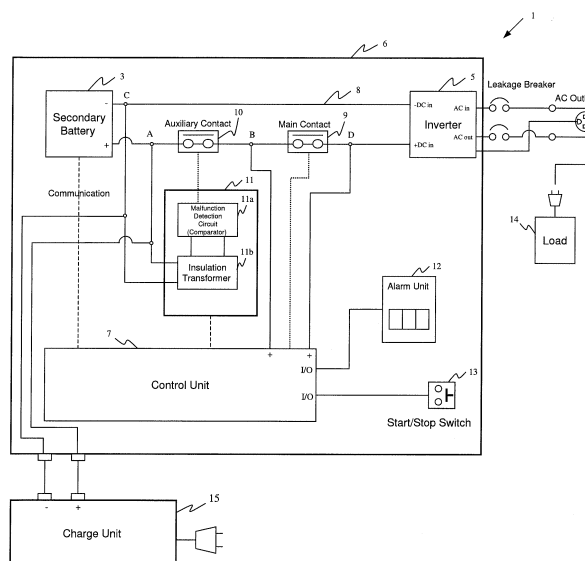 1
6
3
C
8
5
Leakage Breaker
AC Outl
Secondary
Battery
-
+
Auxiliary Contact
10
Main Contact
9
-DC in
AC in
Inverter
AC out
+DC in
A
B
D
Communication
11
11a
Malfunction
Detection
Circuit
(Comparator)
11b
Insulation
Transformer
14
Load
12
Alarm Unit
7
+
+
I/O
Control Unit
I/O
13
Start/Stop Switch
-
+
15
Charge Unit